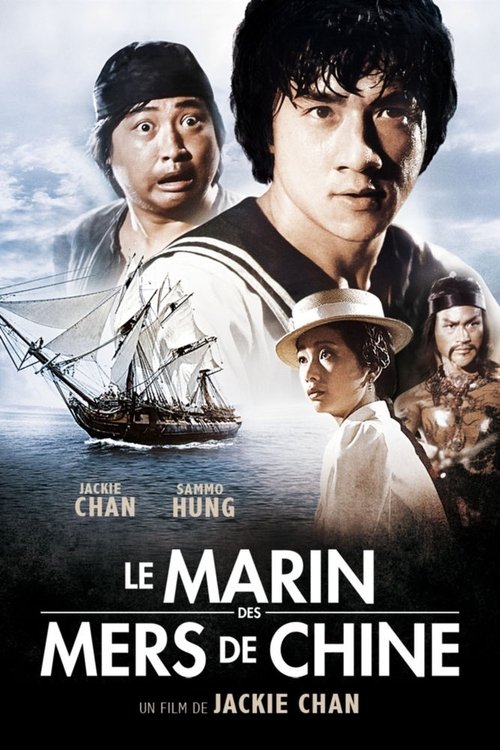 JACKIE CHAN
SAMMO HUNG
LE MARIN
DES
MERS DE CHINE
UN FILM DE JACKIE CHAN